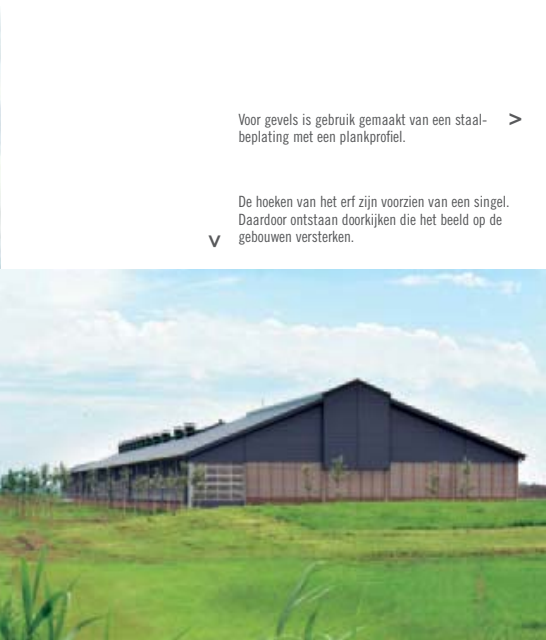 Voor gevels is gebruik gemaakt van een staal- >
beplating met een plankprofiel.
De hoeken van het erf zijn voorzien van een singel.
Daardoor ontstaan doorkijken die het beeld op de
v gebouwen versterken.